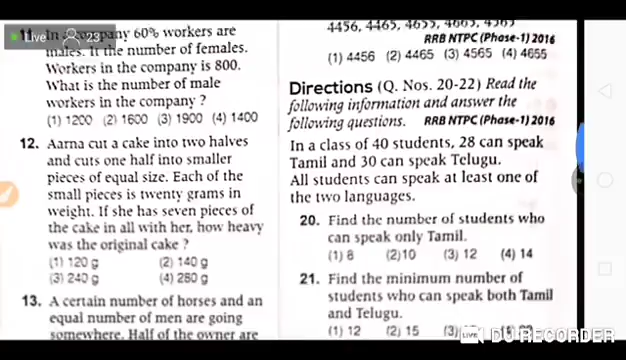 Live 23
In a company 60% workers are
males. If the number of females.
Workers in the company is 800.
What is the number of male
workers in the company ?
(1) 1200 (2) 1600 (3) 1900 (4) 1400
12. Aarna cut a cake into two halves
and cuts one half into smaller
pieces of equal size. Each of the
small pieces is twenty grams in
weight. If she has seven pieces of
the cake in all with her, how heavy
was the original cake ?
(1) 120 g (2) 140 g
(3) 240 g (4) 280 g
13. A certain number of horses and an
equal number of men are going
somewhere. Half of the owner are
4456, 4465, 4655,
RRB NTPC (Phase-1) 2016
(1) 4456 (2) 4465 (3) 4565 (4) 4655
Directions (Q. Nos. 20-22) Read the
following information and answer the
following questions. RRB NTPC (Phase-1) 2016
In a class of 40 students, 28 can speak
Tamil and 30 can speak Telugu.
All students can speak at least one of
the two languages.
20. Find the number of students who
can speak only Tamil.
(1) 8 (2) 10 (3) 12 (4) 14
21. Find the minimum number of
students who can speak both Tamil
and Telugu.
(1) 12 (2) 15 (3)
LIVE DU RECORDER